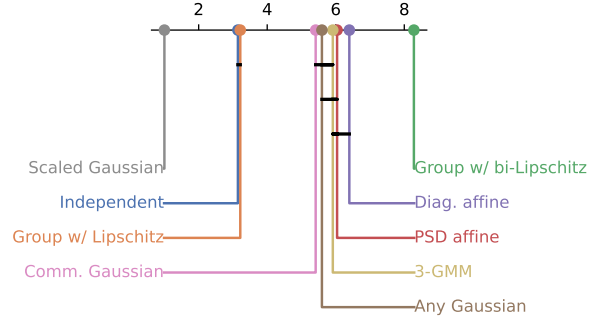 2 4 6 8
Scaled Gaussian
Group w/ bi-Lipschitz
Independent
Diag. affine
Group w/ Lipschitz
PSD affine
Comm. Gaussian
3-GMM
Any Gaussian